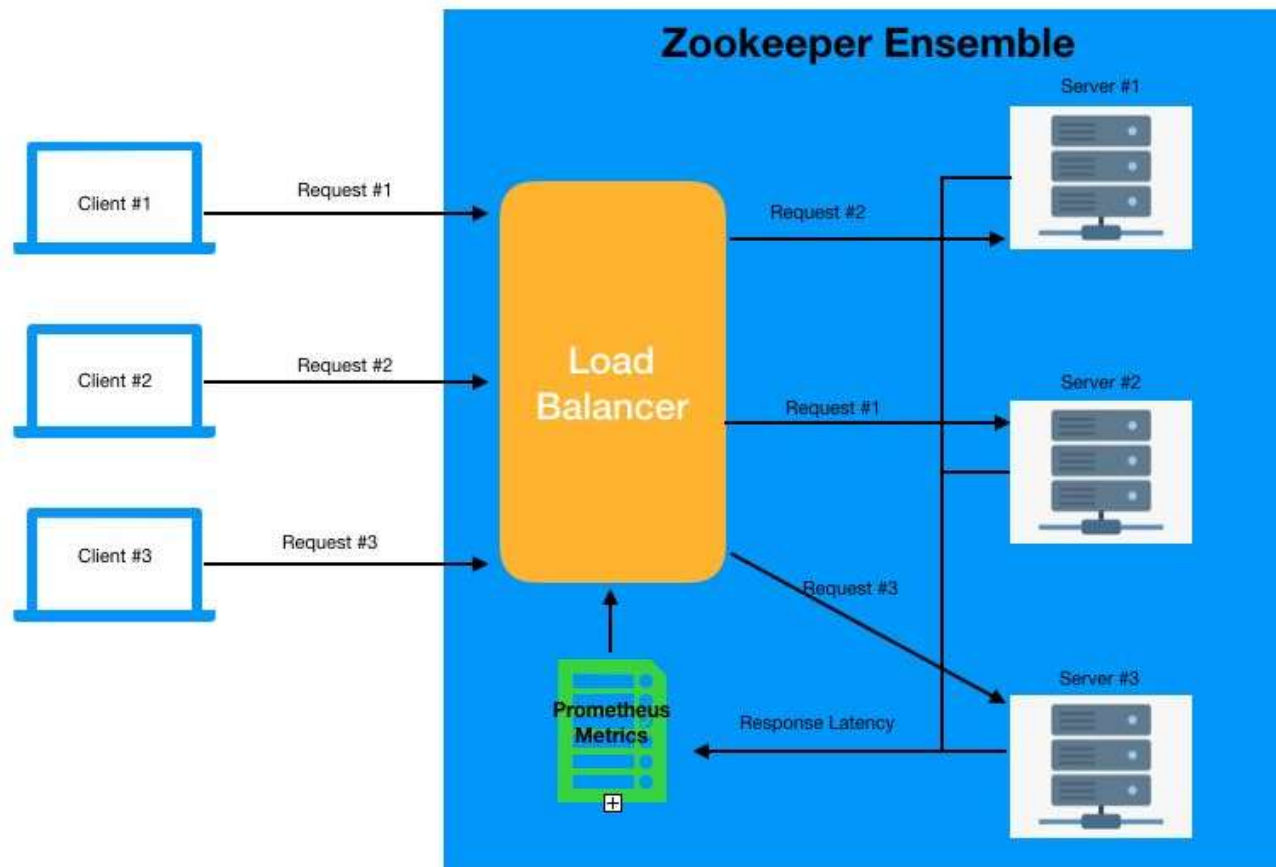 Zookeeper Ensemble
Server #1
Client #1
Request #1
Request #2
Client #2
Request #2
Load
Balancer
Request #1
Server #2
Client #3
Request #3
Request #3
Server #3
Prometheus
Metrics
Response Latency